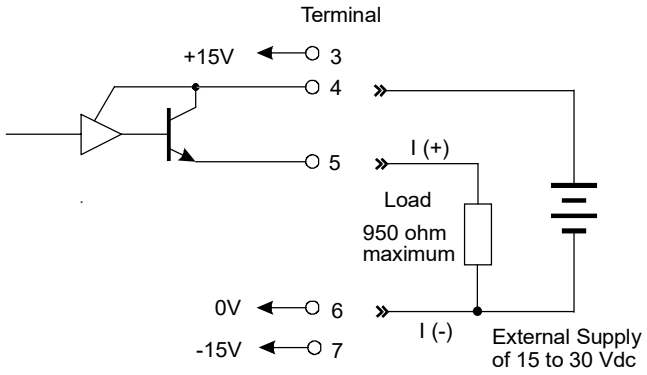 Terminal
+15V
3
4
5
I (+)
Load
950 ohm
maximum
0V
6
I (-)
-15V
7
External Supply
of 15 to 30 Vdc